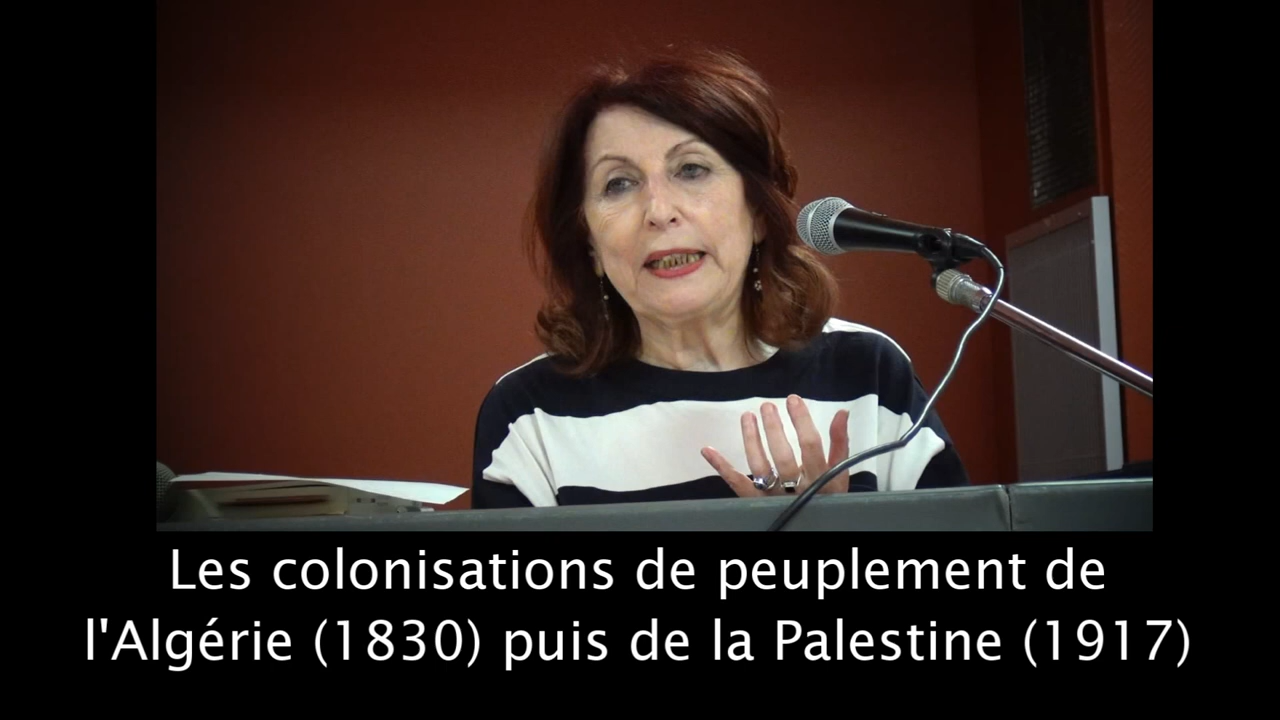 Les colonisations de peuplement de
l'Algérie (1830) puis de la Palestine (1917)